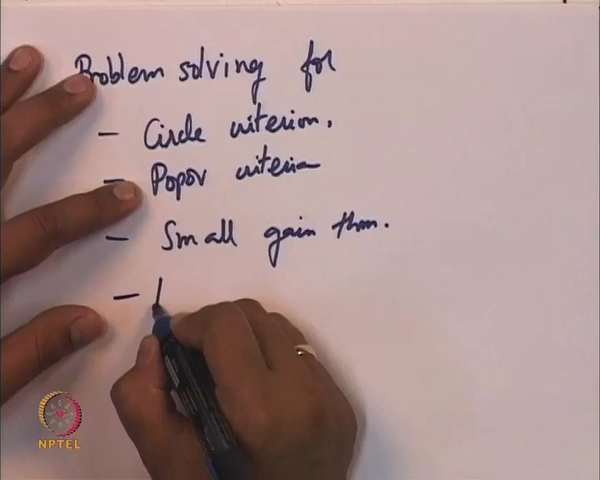 Problem solving for
- Circle criterion.
- Popov criteria
- Small gain thm.
-
NPTEL